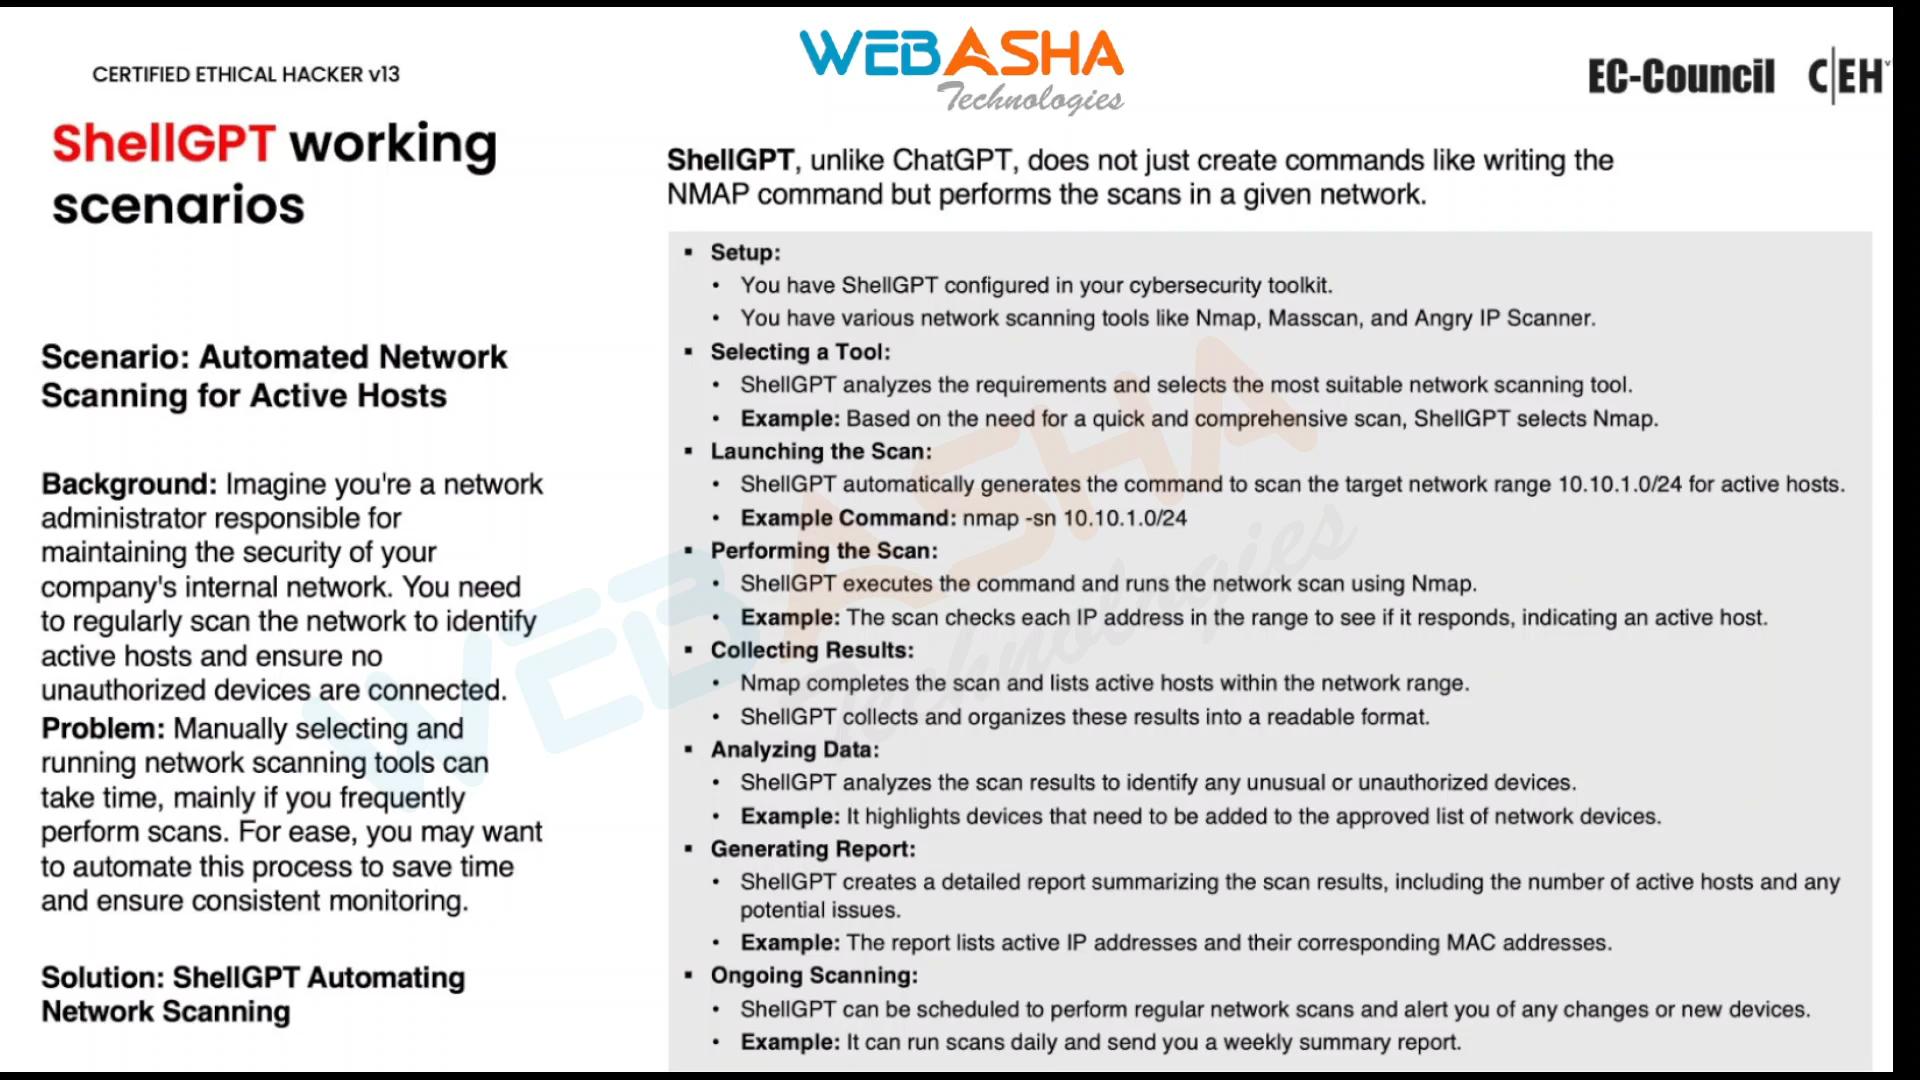 WEBASHA
Technologies
EC-Council C|EH
CERTIFIED ETHICAL HACKER v13
ShellGPT working
scenarios
Scenario: Automated Network
Scanning for Active Hosts
Background: Imagine you're a network
administrator responsible for
maintaining the security of your
company's internal network. You need
to regularly scan the network to identify
active hosts and ensure no
unauthorized devices are connected.
Problem: Manually selecting and
running network scanning tools can
take time, mainly if you frequently
perform scans. For ease, you may want
to automate this process to save time
and ensure consistent monitoring.
Solution: ShellGPT Automating
Network Scanning
ShellGPT, unlike ChatGPT, does not just create commands like writing the
NMAP command but performs the scans in a given network.
▪ Setup:
• You have ShellGPT configured in your cybersecurity toolkit.
• You have various network scanning tools like Nmap, Masscan, and Angry IP Scanner.
▪ Selecting a Tool:
• ShellGPT analyzes the requirements and selects the most suitable network scanning tool.
• Example: Based on the need for a quick and comprehensive scan, ShellGPT selects Nmap.
▪ Launching the Scan:
• ShellGPT automatically generates the command to scan the target network range 10.10.1.0/24 for active hosts.
• Example Command: nmap -sn 10.10.1.0/24
▪ Performing the Scan:
• ShellGPT executes the command and runs the network scan using Nmap.
• Example: The scan checks each IP address in the range to see if it responds, indicating an active host.
▪ Collecting Results:
• Nmap completes the scan and lists active hosts within the network range.
• ShellGPT collects and organizes these results into a readable format.
▪ Analyzing Data:
• ShellGPT analyzes the scan results to identify any unusual or unauthorized devices.
• Example: It highlights devices that need to be added to the approved list of network devices.
▪ Generating Report:
• ShellGPT creates a detailed report summarizing the scan results, including the number of active hosts and any
potential issues.
• Example: The report lists active IP addresses and their corresponding MAC addresses.
▪ Ongoing Scanning:
• ShellGPT can be scheduled to perform regular network scans and alert you of any changes or new devices.
• Example: It can run scans daily and send you a weekly summary report.
WEBASHA
Technologies